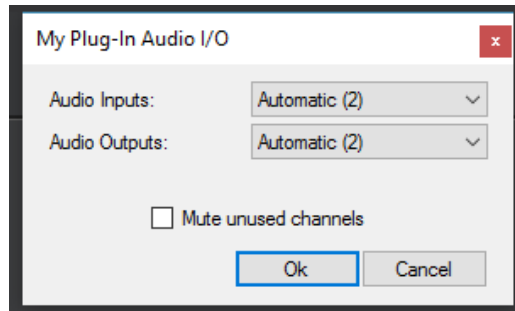 My Plug-In Audio I/O
x
Audio Inputs: Automatic (2)
Audio Outputs: Automatic (2)
Mute unused channels
Ok Cancel